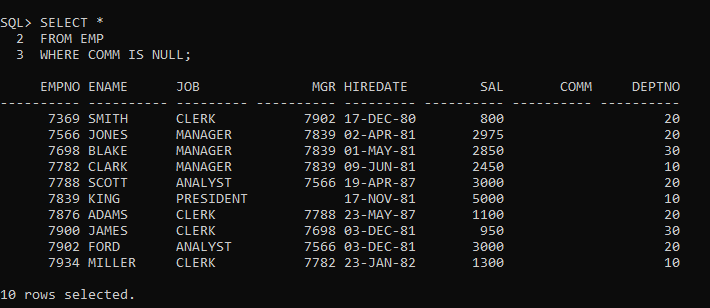 SQL> SELECT *
  2  FROM EMP
  3  WHERE COMM IS NULL;
     EMPNO ENAME      JOB              MGR HIREDATE         SAL       COMM     DEPTNO
---------- ---------- --------- ---------- --------- ---------- ---------- ----------
      7369 SMITH      CLERK           7902 17-DEC-80        800                    20
      7566 JONES      MANAGER         7839 02-APR-81       2975                    20
      7698 BLAKE      MANAGER         7839 01-MAY-81       2850                    30
      7782 CLARK      MANAGER         7839 09-JUN-81       2450                    10
      7788 SCOTT      ANALYST         7566 19-APR-87       3000                    20
      7839 KING       PRESIDENT            17-NOV-81       5000                    10
      7876 ADAMS      CLERK           7788 23-MAY-87       1100                    20
      7900 JAMES      CLERK           7698 03-DEC-81        950                    30
      7902 FORD       ANALYST         7566 03-DEC-81       3000                    20
      7934 MILLER     CLERK           7782 23-JAN-82       1300                    10
10 rows selected.